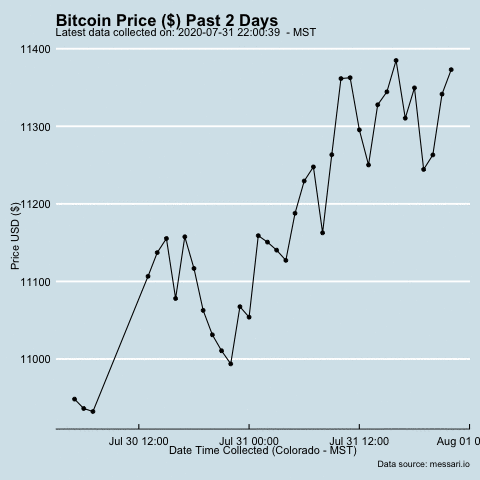 Bitcoin Price ($) Past 2 Days
Latest data collected on: 2020-07-31 22:00:39  - MST
11400
11300
11200
11100
11000
Price USD ($)
Jul 30 12:00
Jul 31 00:00
Jul 31 12:00
Aug 01 0
Date Time Collected (Colorado - MST)
Data source: messari.io